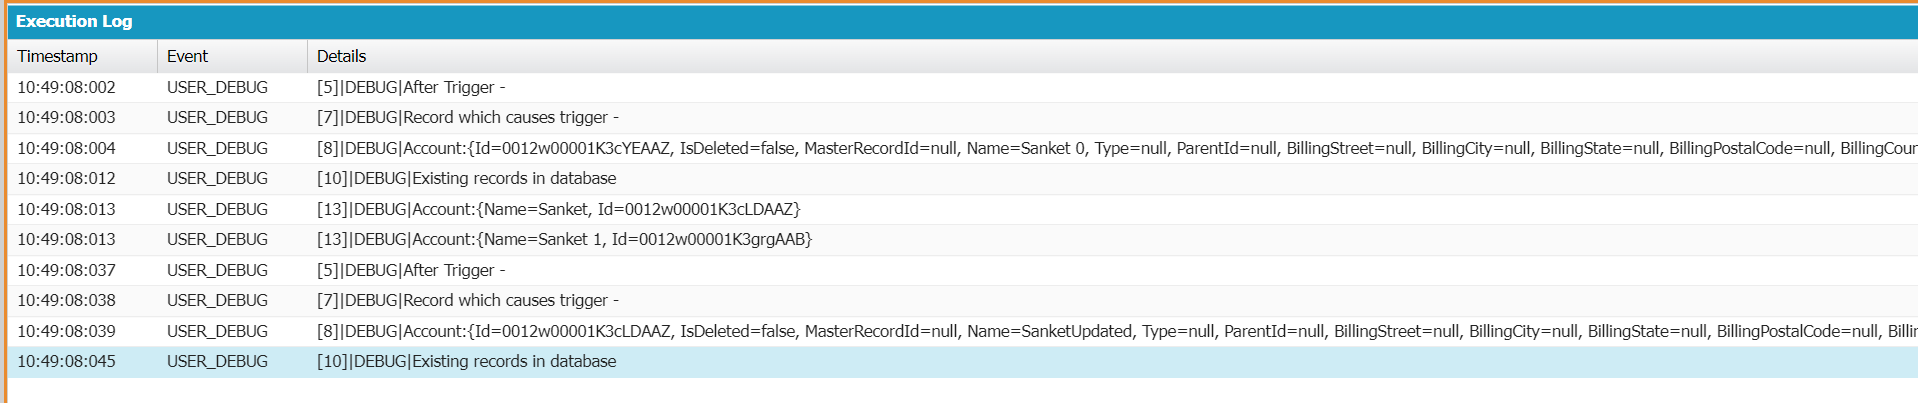 Execution Log
Timestamp Event Details
10:49:08:002 USER_DEBUG [5]|DEBUG|After Trigger -
10:49:08:003 USER_DEBUG [7]|DEBUG|Record which causes trigger -
10:49:08:004 USER_DEBUG [8]|DEBUG|Account:{Id=0012w00001K3cYEAAZ, IsDeleted=false, MasterRecordId=null, Name=Sanket 0, Type=null, ParentId=null, BillingStreet=null, BillingCity=null, BillingState=null, BillingPostalCode=null, BillingCoun
10:49:08:012 USER_DEBUG [10]|DEBUG|Existing records in database
10:49:08:013 USER_DEBUG [13]|DEBUG|Account:{Name=Sanket, Id=0012w00001K3cLDAAZ}
10:49:08:013 USER_DEBUG [13]|DEBUG|Account:{Name=Sanket 1, Id=0012w00001K3grgAAB}
10:49:08:037 USER_DEBUG [5]|DEBUG|After Trigger -
10:49:08:038 USER_DEBUG [7]|DEBUG|Record which causes trigger -
10:49:08:039 USER_DEBUG [8]|DEBUG|Account:{Id=0012w00001K3cLDAAZ, IsDeleted=false, MasterRecordId=null, Name=SanketUpdated, Type=null, ParentId=null, BillingStreet=null, BillingCity=null, BillingState=null, BillingPostalCode=null, Billin
10:49:08:045 USER_DEBUG [10]|DEBUG|Existing records in database